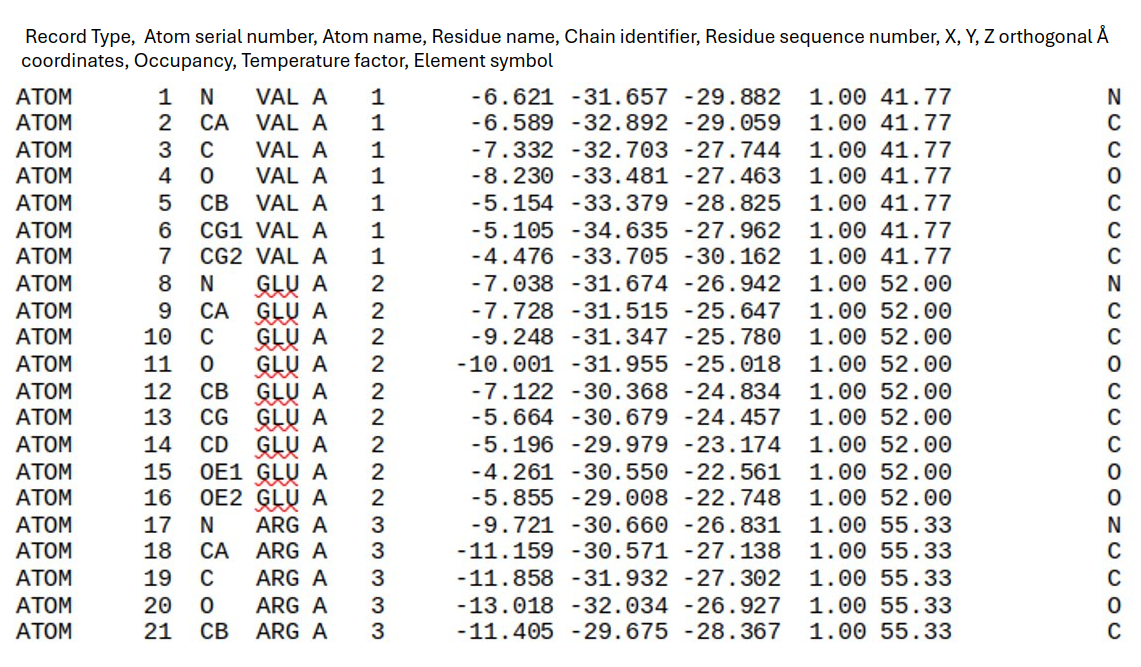 Record Type, Atom serial number, Atom name, Residue name, Chain identifier, Residue sequence number, X, Y, Z orthogonal Å
coordinates, Occupancy, Temperature factor, Element symbol
ATOM 1 N VAL A 1 -6.621 -31.657 -29.882 1.00 41.77 N
ATOM 2 CA VAL A 1 -6.589 -32.892 -29.059 1.00 41.77 C
ATOM 3 C VAL A 1 -7.332 -32.703 -27.744 1.00 41.77 C
ATOM 4 O VAL A 1 -8.230 -33.481 -27.463 1.00 41.77 O
ATOM 5 CB VAL A 1 -5.154 -33.379 -28.825 1.00 41.77 C
ATOM 6 CG1 VAL A 1 -5.105 -34.635 -27.962 1.00 41.77 C
ATOM 7 CG2 VAL A 1 -4.476 -33.705 -30.162 1.00 41.77 C
ATOM 8 N GLU A 2 -7.038 -31.674 -26.942 1.00 52.00 N
ATOM 9 CA GLU A 2 -7.728 -31.515 -25.647 1.00 52.00 C
ATOM 10 C GLU A 2 -9.248 -31.347 -25.780 1.00 52.00 C
ATOM 11 O GLU A 2 -10.001 -31.955 -25.018 1.00 52.00 O
ATOM 12 CB GLU A 2 -7.122 -30.368 -24.834 1.00 52.00 C
ATOM 13 CG GLU A 2 -5.664 -30.679 -24.457 1.00 52.00 C
ATOM 14 CD GLU A 2 -5.196 -29.979 -23.174 1.00 52.00 C
ATOM 15 OE1 GLU A 2 -4.261 -30.550 -22.561 1.00 52.00 O
ATOM 16 OE2 GLU A 2 -5.855 -29.008 -22.748 1.00 52.00 O
ATOM 17 N ARG A 3 -9.721 -30.660 -26.831 1.00 55.33 N
ATOM 18 CA ARG A 3 -11.159 -30.571 -27.138 1.00 55.33 C
ATOM 19 C ARG A 3 -11.858 -31.932 -27.302 1.00 55.33 C
ATOM 20 O ARG A 3 -13.018 -32.034 -26.927 1.00 55.33 O
ATOM 21 CB ARG A 3 -11.405 -29.675 -28.367 1.00 55.33 C